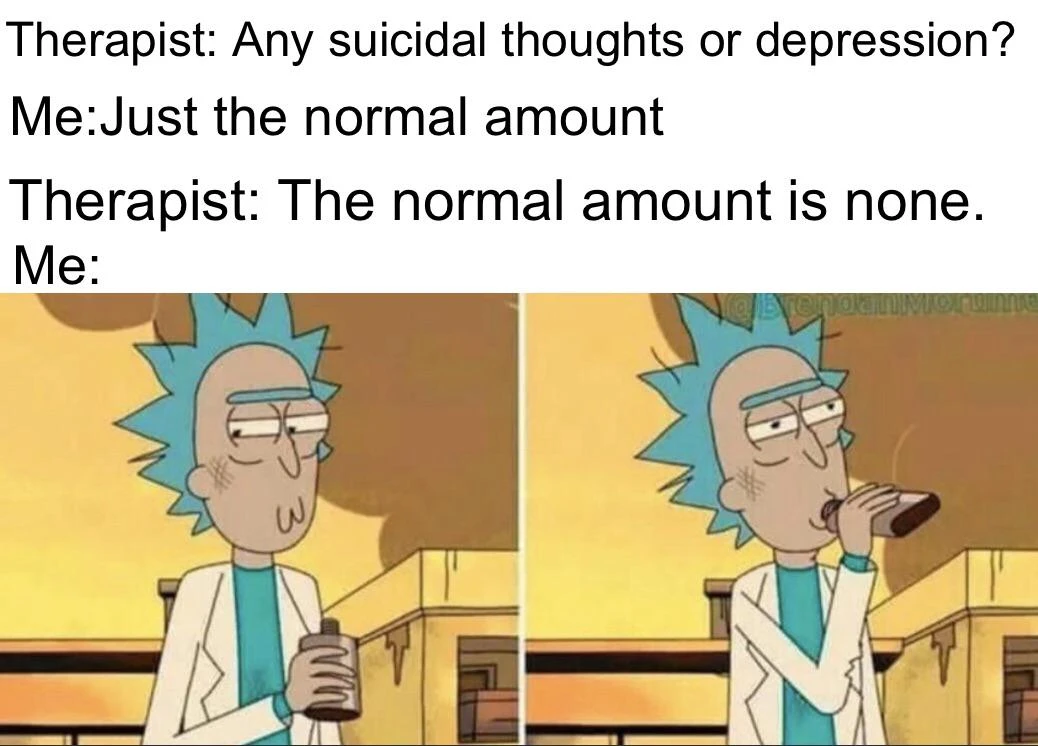 Therapist: Any suicidal thoughts or depression?
Me:Just the normal amount
Therapist: The normal amount is none.
Me: